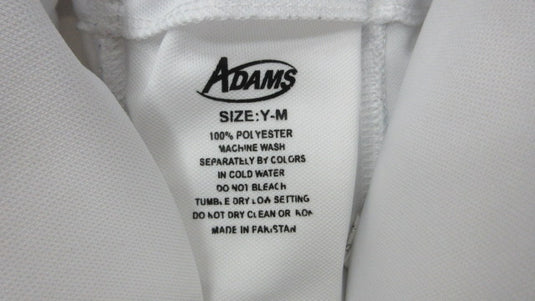 ADAMS
SIZE:Y-M
100% POLYESTER
MACHINE WASH
SEPARATELY BY COLORS
IN COLD WATER
DO NOT BLEACH
TUMBLE DRY LOW SETTING
DO NOT DRY CLEAN OR IRON
MADE IN PAKISTAN